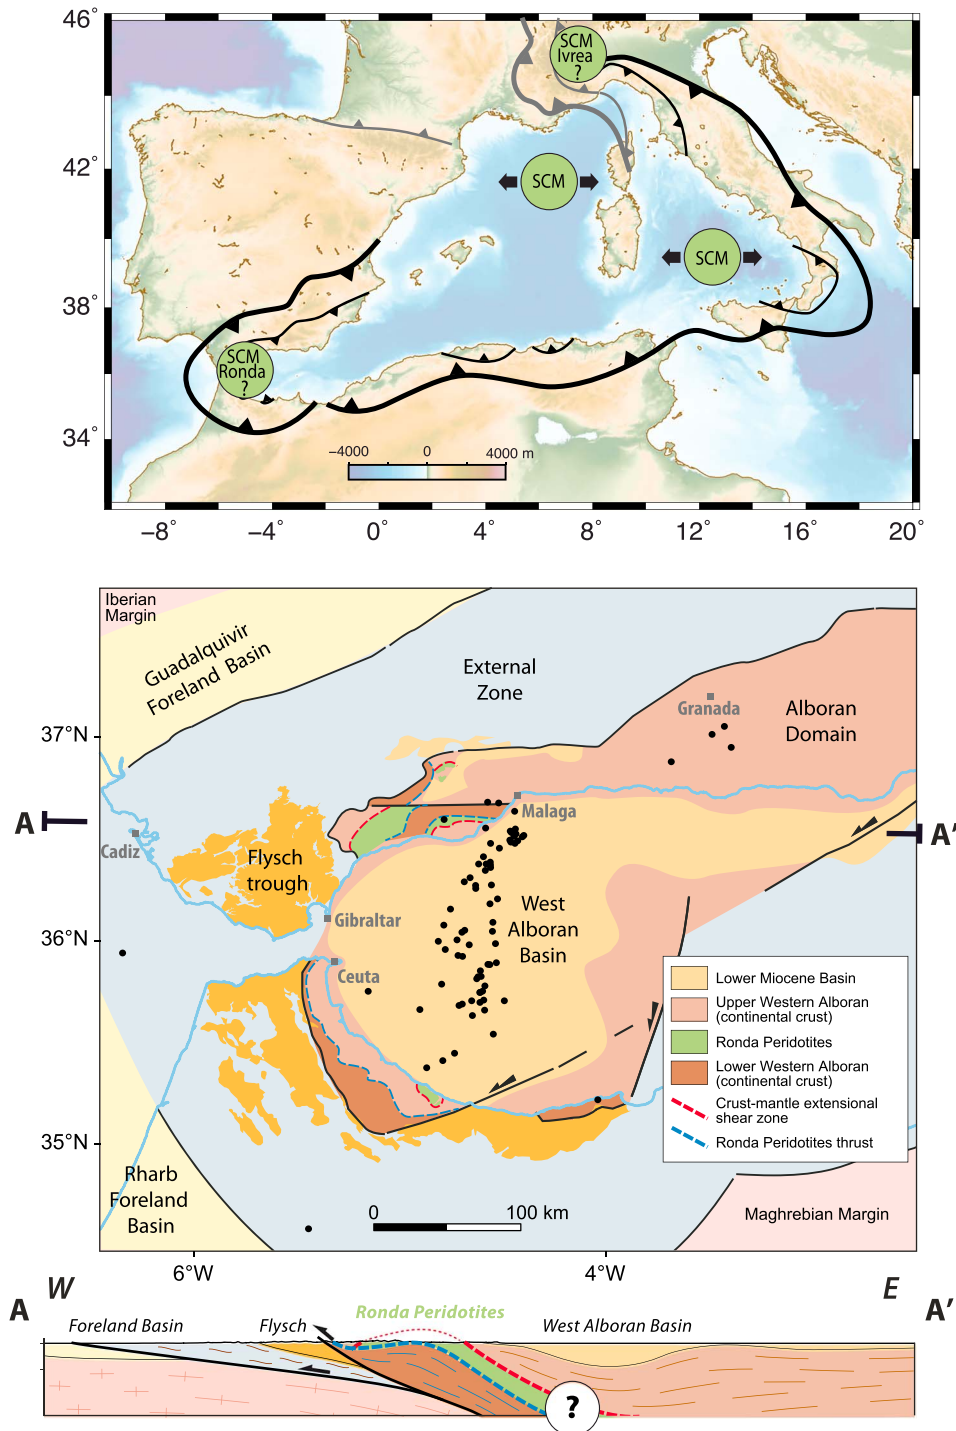 46°
42°
38°
34°
SCM
Ivrea
?
SCM
SCM
SCM
Ronda
?
−4000
0
4000 m
−8°
−4°
0°
4°
8°
12°
16°
20°
Iberian
Margin
Guadalquivir
Foreland Basin
External
Zone
Granada
Alboran
Domain
37°N
36°N
35°N
A
A'
Cadiz
Malaga
Flysch
trough
Gibraltar
West
Alboran
Basin
Ceuta
Lower Miocene Basin
Upper Western Alboran
(continental crust)
Ronda Peridotites
Lower Western Alboran
(continental crust)
Crust-mantle extensional
shear zone
Ronda Peridotites thrust
Rharb
Foreland
Basin
0
100 km
Maghrebian Margin
6°W
4°W
W
E
A
A'
Ronda Peridotites
Foreland Basin
Flysch
West Alboran Basin
?